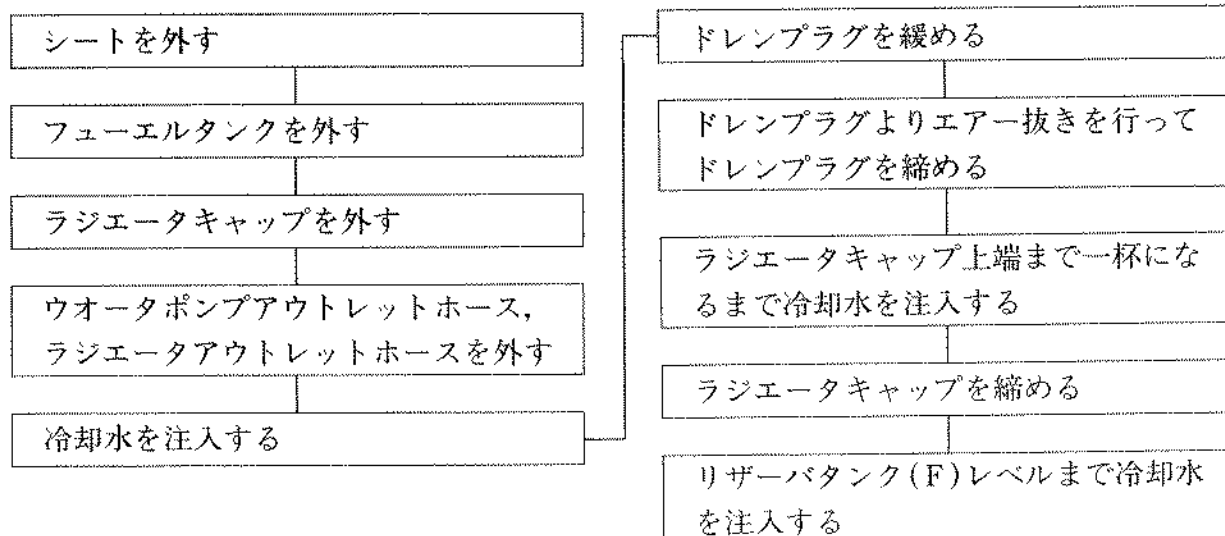 シートを外す
フューエルタンクを外す
ラジエータキャップを外す
ウオータポンプアウトレットホース,
ラジエータアウトレットホースを外す
冷却水を注入する
ドレンプラグを緩める
ドレンプラグよりエアー抜きを行って
ドレンプラグを締める
ラジエータキャップ上端まで一杯にな
るまで冷却水を注入する
ラジエータキャップを締める
リザーバタンク(F)レベルまで冷却水
を注入する